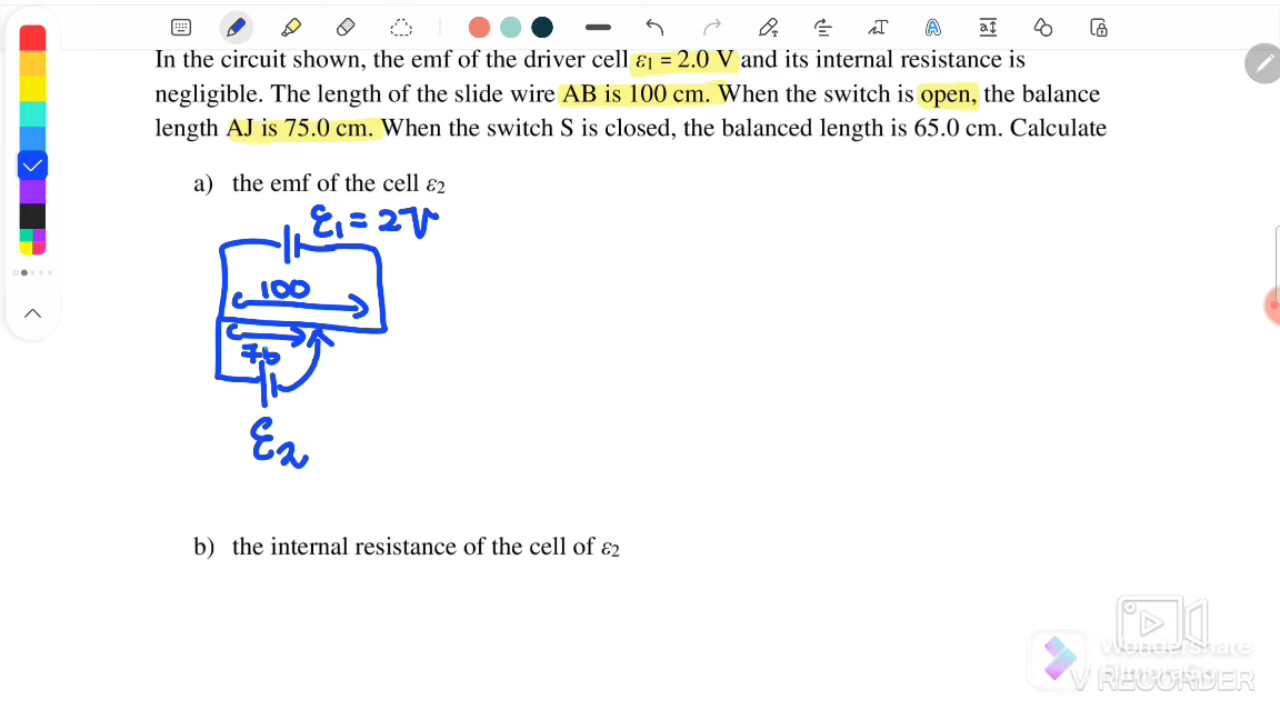 In the circuit shown, the emf of the driver cell ε1 = 2.0 V and its internal resistance is
negligible. The length of the slide wire AB is 100 cm. When the switch is open, the balance
length AJ is 75.0 cm. When the switch S is closed, the balanced length is 65.0 cm. Calculate
a) the emf of the cell ε2
ε1 = 2V
100
ε2
b) the internal resistance of the cell of ε2
Wondershare
V RECORDER